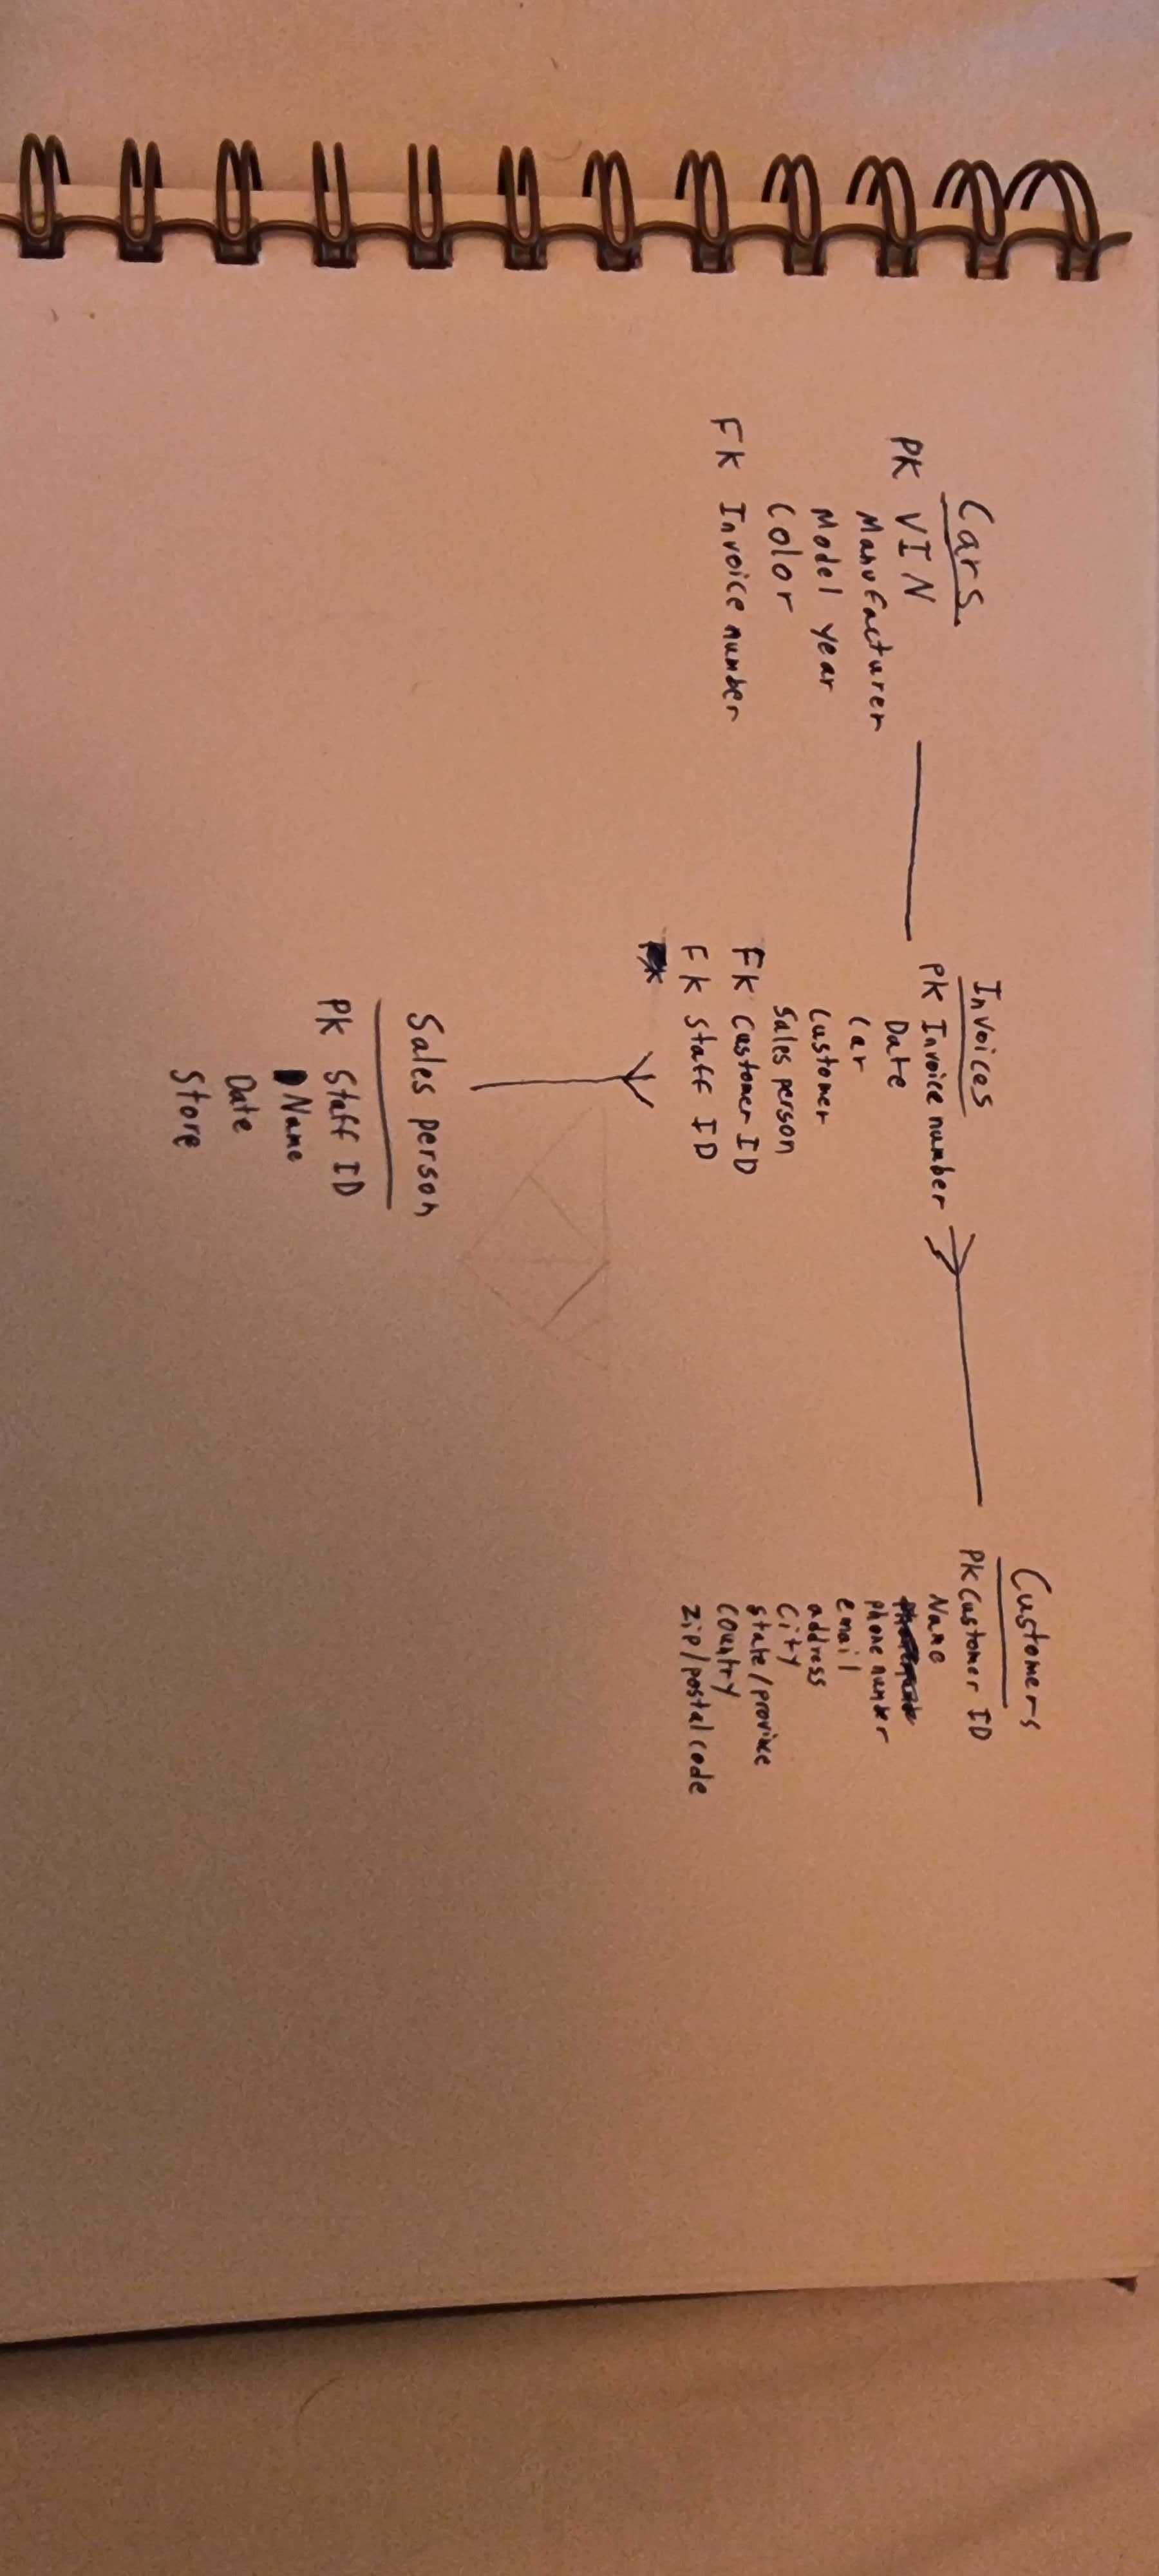 Cars
PK VIN
Manufacturer
Model year
Color
FK Invoice number
Invoices
PK Invoice number
Date
Car
Customer
Sales person
FK Customer ID
FK Staff ID
Customers
PK Customer ID
Name
phone number
email
address
City
state/province
country
zip/postal code
Sales person
PK Staff ID
Name
Date
Store